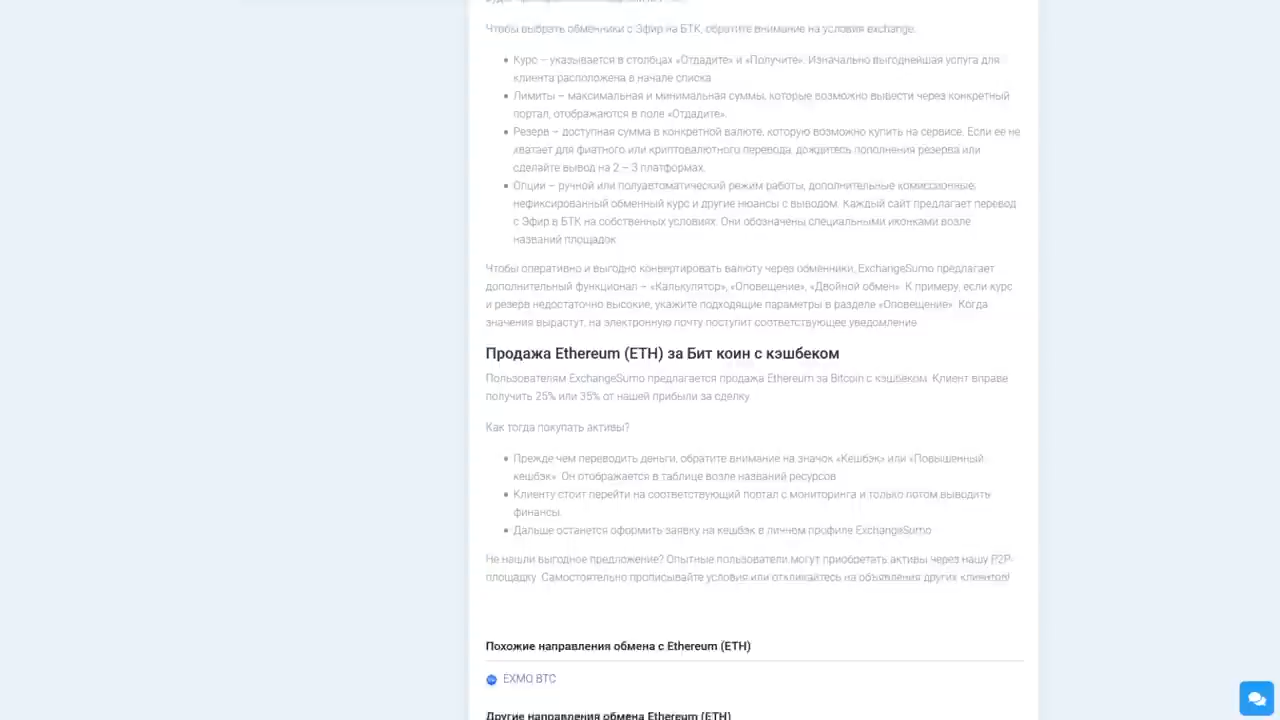 Чтобы выбрать обменники с Эфир на БТК, обратите внимание на условия exchange.
Курс – указывается в столбцах «Отдадите» и «Получите». Изначально выгоднейшая услуга для
клиента расположена в начале списка.
Лимиты – максимальная и минимальная суммы, которые возможно вывести через конкретный
портал, отображаются в поле «Отдадите».
Резерв – доступная сумма в конкретной валюте, которую возможно купить на сервисе. Если ее не
хватает для фиатного или криптовалютного перевода, дождитесь пополнения резерва или
сделайте вывод на 2 – 3 платформах.
Опции – ручной или полуавтоматический режим работы, дополнительные комиссионные,
нефиксированный обменный курс и другие нюансы с выводом. Каждый сайт предлагает перевод
с Эфир в БТК на собственных условиях. Они обозначены специальными иконками возле
названий площадок.
Чтобы оперативно и выгодно конвертировать валюту через обменники, ExchangeSumo предлагает
дополнительный функционал – «Калькулятор», «Оповещение», «Двойной обмен». К примеру, если курс
и резерв недостаточно высокие, укажите подходящие параметры в разделе «Оповещение». Когда
значения вырастут, на электронную почту поступит соответствующее уведомление.
Продажа Ethereum (ETH) за Бит коин с кэшбеком
Пользователям ExchangeSumo предлагается продажа Ethereum за Bitcoin с кэшбеком. Клиент вправе
получить 25% или 35% от нашей прибыли за сделку.
Как тогда покупать активы?
Прежде чем переводить деньги, обратите внимание на значок «Кешбэк» или «Повышенный
кешбэк». Он отображается в таблице возле названий ресурсов.
Клиенту стоит перейти на соответствующий портал с мониторинга и только потом выводить
финансы.
Дальше останется оформить заявку на кешбэк в личном профиле ExchangeSumo.
Не нашли выгодное предложение? Опытные пользователи могут приобретать активы через нашу P2P-
площадку. Самостоятельно прописывайте условия или откликайтесь на объявления других клиентов!
Похожие направления обмена с Ethereum (ETH)
EXMO BTC
Другие направления обмена Ethereum (ETH)